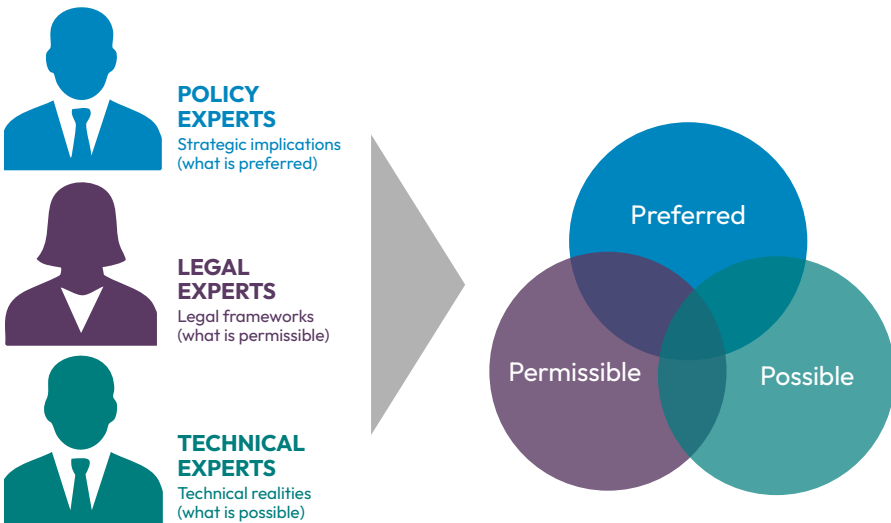 POLICY
EXPERTS
Strategic implications
(what is preferred)
LEGAL
EXPERTS
Legal frameworks
(what is permissible)
TECHNICAL
EXPERTS
Technical realities
(what is possible)
Preferred
Permissible
Possible